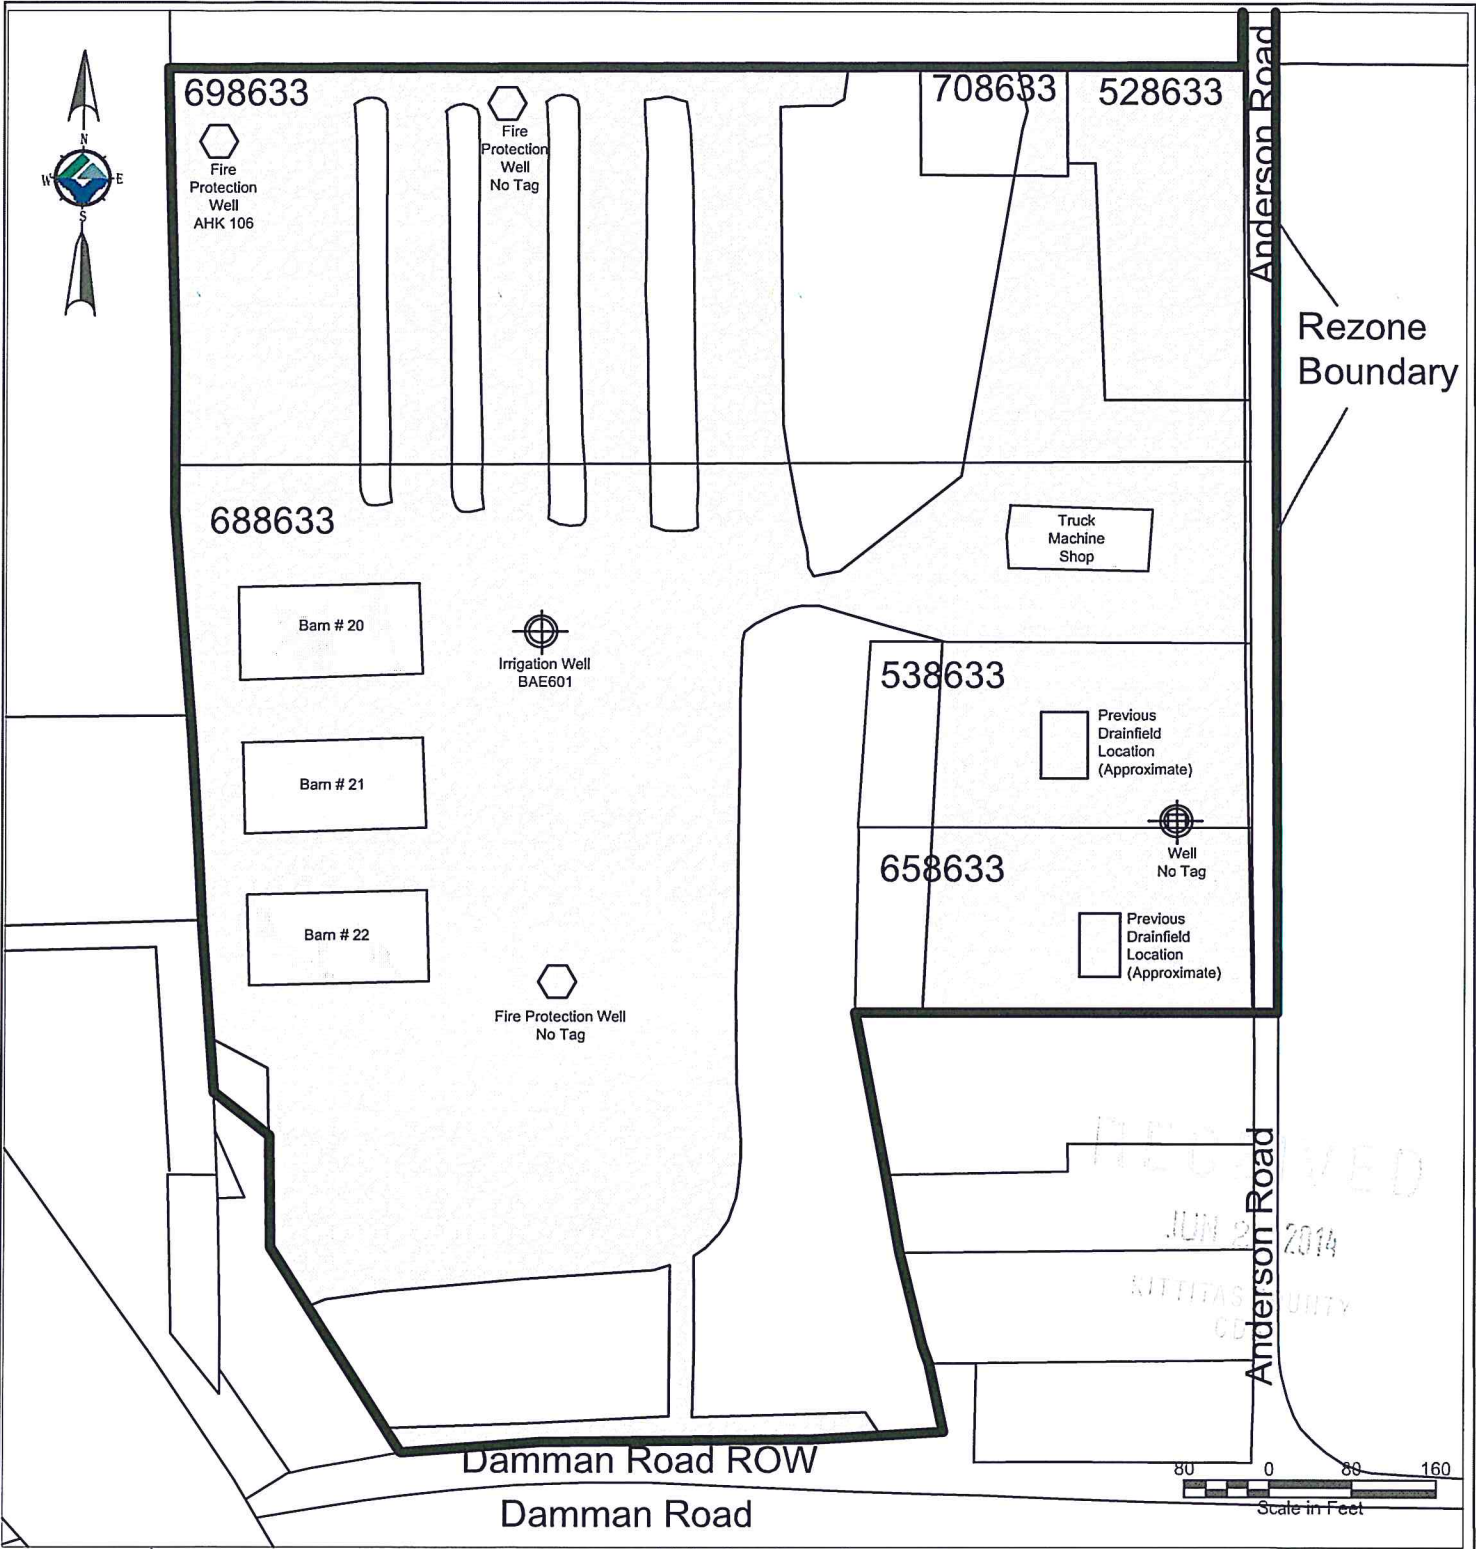 698633
708633
528633
Anderson Road
N
W
E
S
Fire
Protection
Well
AHK 106
Fire
Protection
Well
No Tag
Rezone
Boundary
688633
Truck
Machine
Shop
Barn # 20
Irrigation Well
BAE601
538633
Previous
Drainfield
Location
(Approximate)
Barn # 21
Well
No Tag
658633
Barn # 22
Previous
Drainfield
Location
(Approximate)
Fire Protection Well
No Tag
Anderson Road
RECEIVED
JUN 2 2014
KITTITAS COUNTY
Damman Road ROW
Damman Road
80 0 80 160
Scale in Feet